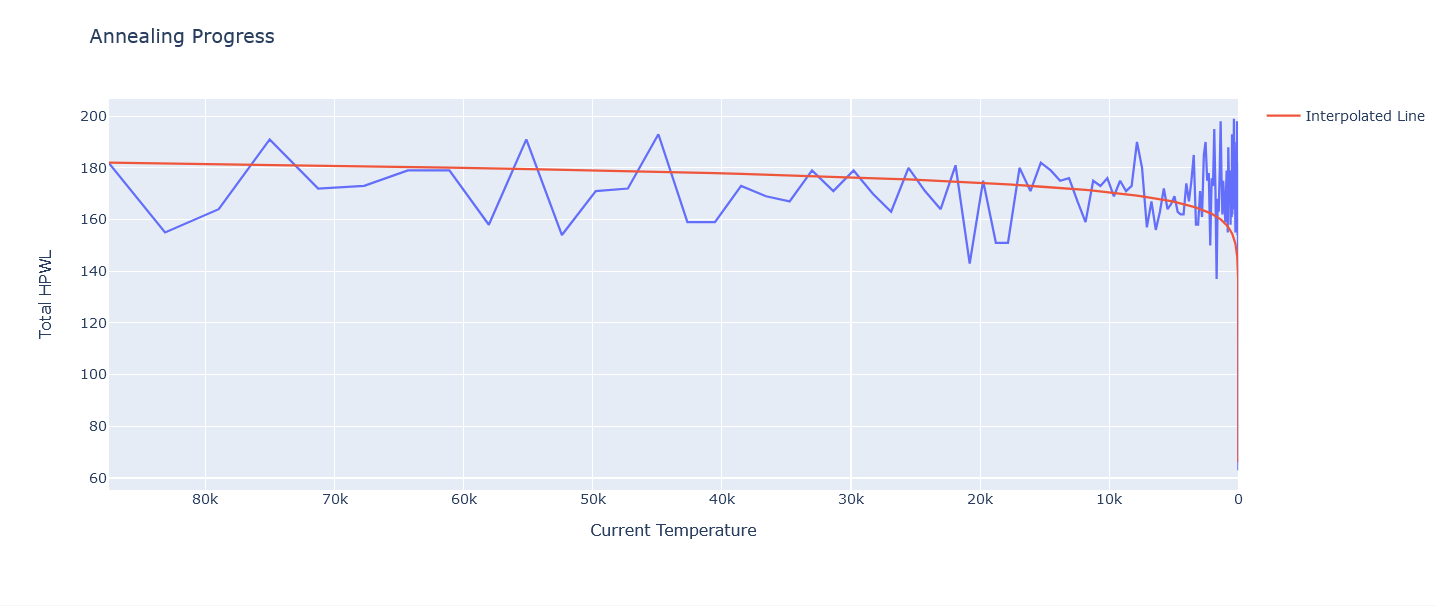 Annealing Progress
Interpolated Line
Total HPWL
200
180
160
140
120
100
80
60
80k
70k
60k
50k
40k
30k
20k
10k
0
Current Temperature